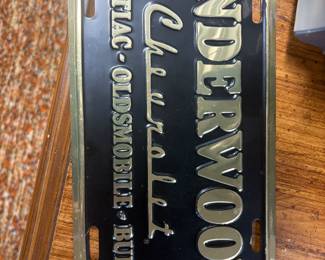 NDERWOO
Chevrolet
TIAC • OLDSMOBILE • BU